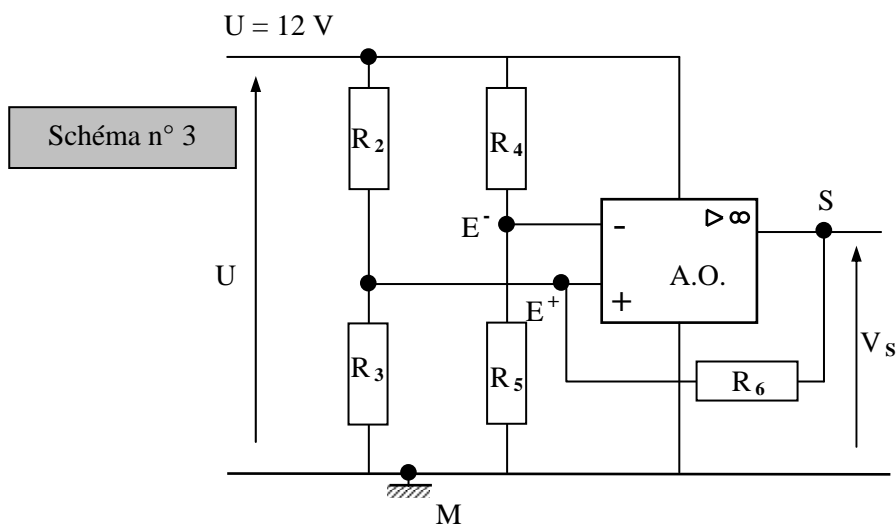 U = 12 V
Schéma n° 3
R2
R4
S
E-
-
▷ ∞
U
A.O.
E+
+
VS
R3
R5
R6
M